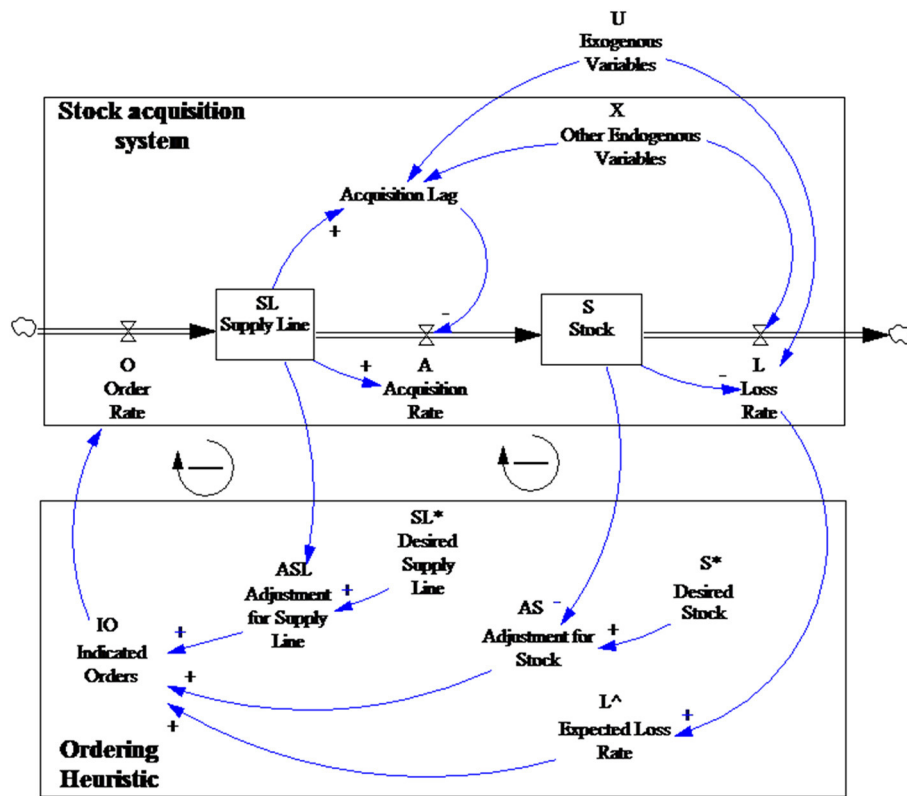 U
Exogenous
Variables
Stock acquisition
system
X
Other Endogenous
Variables
Acquisition Lag
+
-
SL
Supply Line
S
Stock
O
Order
Rate
+
A
Acquisition
Rate
-
L
Loss
Rate
SL*
Desired
Supply
Line
ASL
Adjustment
for Supply
Line
+
S*
Desired
Stock
AS
-
Adjustment for
Stock
+
IO
Indicated
Orders
+
+
+
L^
Expected Loss
Rate
+
Ordering
Heuristic